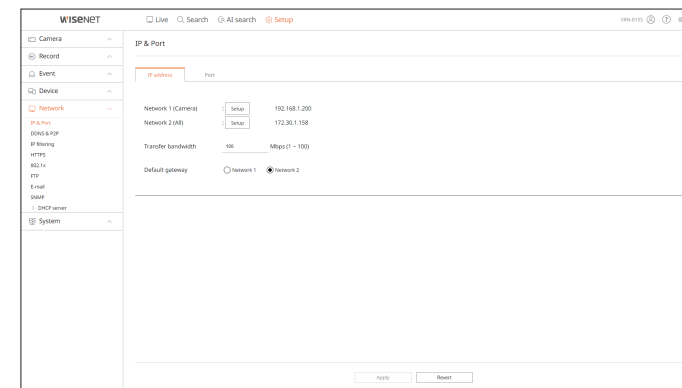 WISENET
Live Search AI search Setup
XRN-813S
Camera
Record
Event
Device
Network
IP & Port
DDNS & P2P
IP filtering
HTTPS
802.1x
FTP
E-mail
SNMP
DHCP server
System
IP & Port
IP address Port
Network 1 (Camera) : Setup 192.168.1.200
Network 2 (All) : Setup 172.30.1.158
Transfer bandwidth 100 Mbps (1 ~ 100)
Default gateway Network 1 Network 2
Apply Revert